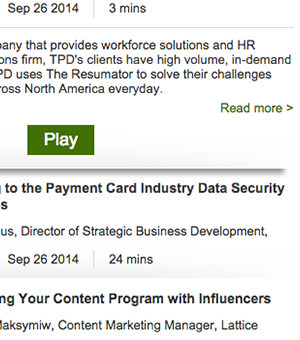 Sep 26 2014 3 mins
pany that provides workforce solutions and HR
ons firm, TPD's clients have high volume, in-demand
PD uses The Resumator to solve their challenges
ross North America everyday.
Read more >
Play
g to the Payment Card Industry Data Security
s
us, Director of Strategic Business Development,
Sep 26 2014 24 mins
ng Your Content Program with Influencers
Maksymiw, Content Marketing Manager, Lattice